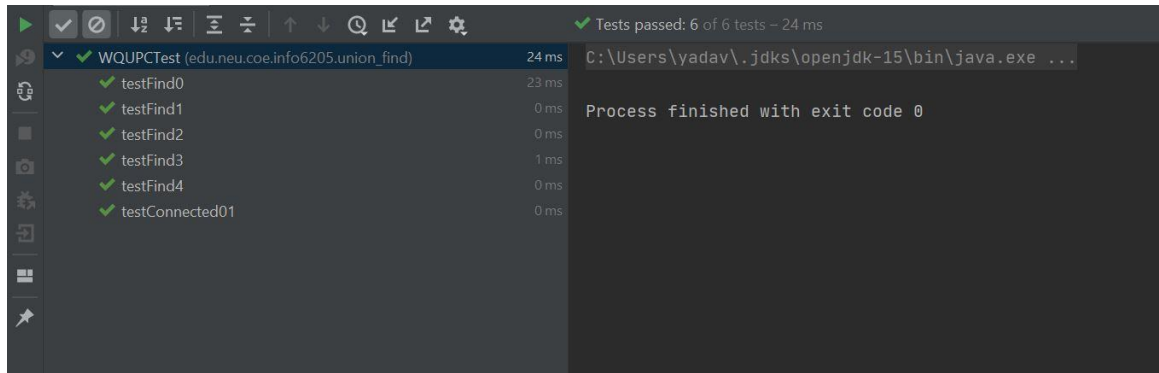 Tests passed: 6 of 6 tests – 24 ms
WQUPCTest (edu.neu.coe.info6205.union_find) 24 ms
testFind0 23 ms
testFind1 0 ms
testFind2 0 ms
testFind3 1 ms
testFind4 0 ms
testConnected01 0 ms
C:\Users\yadav\.jdks\openjdk-15\bin\java.exe ...
Process finished with exit code 0